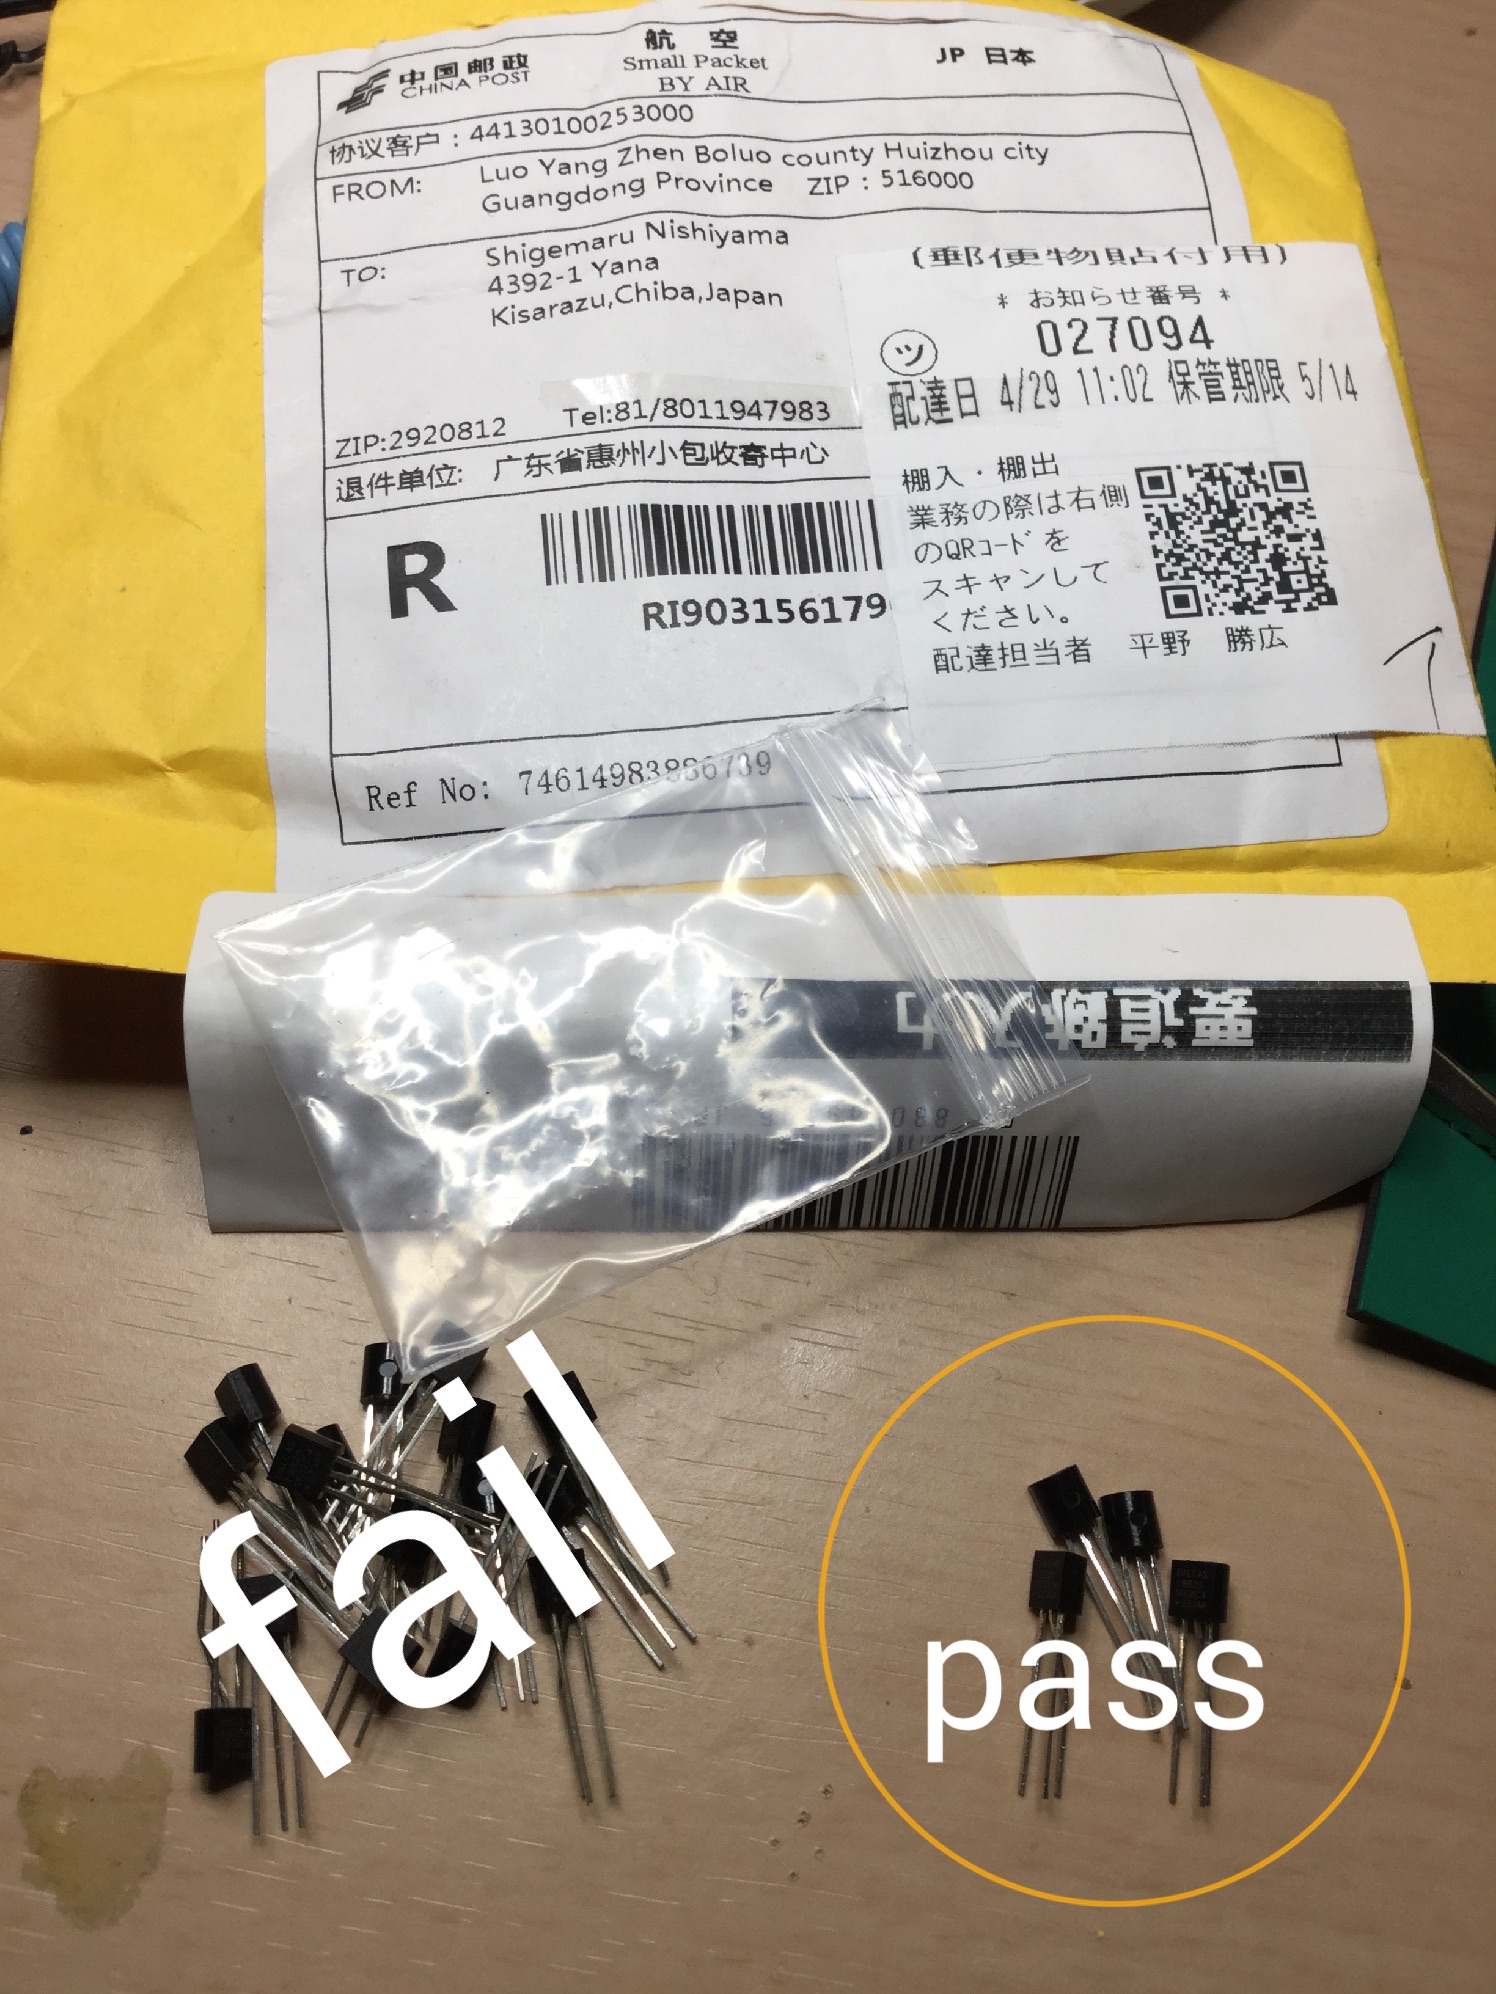 中国邮政
CHINA POST
航 空
Small Packet
BY AIR
JP 日本
协议客户：44130100253000
FROM: Luo Yang Zhen Boluo county Huizhou city
Guangdong Province ZIP：516000
TO: Shigemaru Nishiyama
4392-1 Yana
Kisarazu,Chiba,Japan
ZIP:2920812 Tel:81/8011947983
退件单位: 广东省惠州小包收寄中心
R
RI903156179
Ref No: 74614983886739
(郵便物貼付用)
* お知らせ番号 *
027094
ツ
配達日 4/29 11:02 保管期限 5/14
棚入・棚出
業務の際は右側
のQRコードを
スキャンして
ください。
配達担当者 平野 勝広
要追跡入力
fail
pass